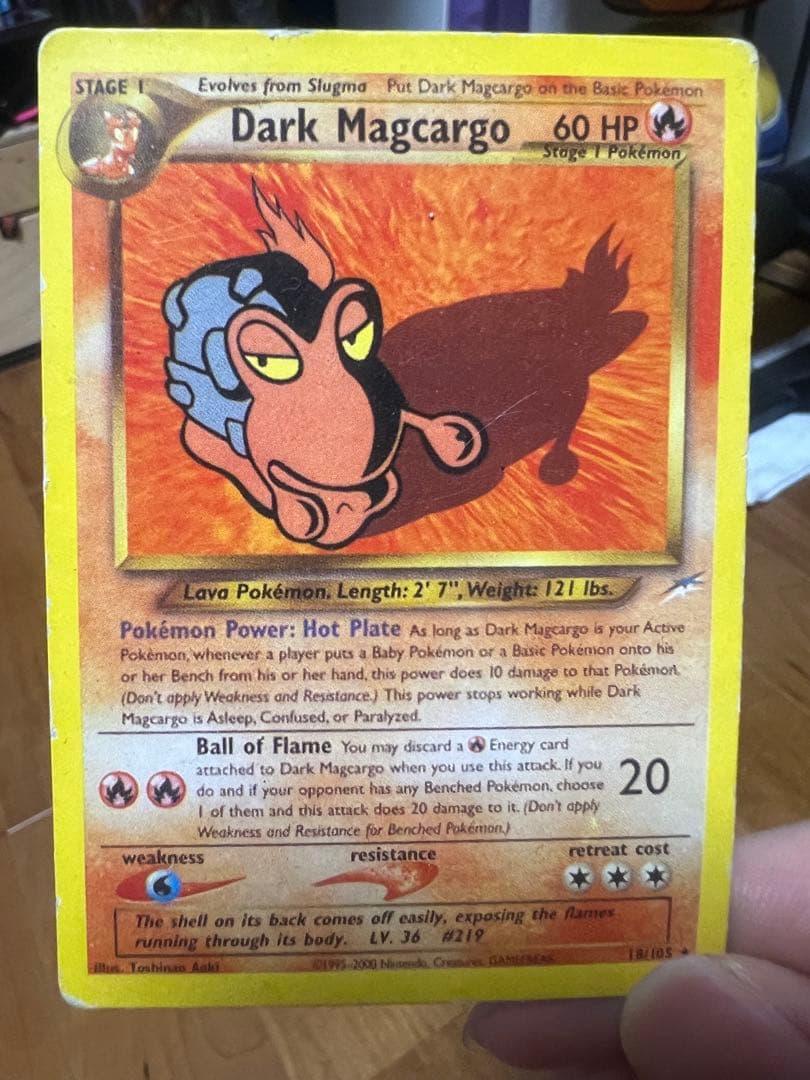 STAGE 1 Evolves from Slugma Put Dark Magcargo on the Basic Pokémon
Dark Magcargo 60 HP
Stage 1 Pokémon
Lava Pokémon. Length: 2' 7", Weight: 121 lbs.
Pokémon Power: Hot Plate As long as Dark Magcargo is your Active
Pokémon, whenever a player puts a Baby Pokémon or a Basic Pokémon onto his
or her Bench from his or her hand, this power does 10 damage to that Pokémon.
(Don't apply Weakness and Resistance.) This power stops working while Dark
Magcargo is Asleep, Confused, or Paralyzed.
Ball of Flame You may discard a Energy card
attached to Dark Magcargo when you use this attack. If you
do and if your opponent has any Benched Pokémon, choose
1 of them and this attack does 20 damage to it. (Don't apply
Weakness and Resistance for Benched Pokémon.)
20
weakness resistance retreat cost
The shell on its back comes off easily, exposing the flames
running through its body. LV. 36 #219
Illus. Toshinao Aoki ©1995-2000 Nintendo, Creatures, GAMEFREAK. 18/105